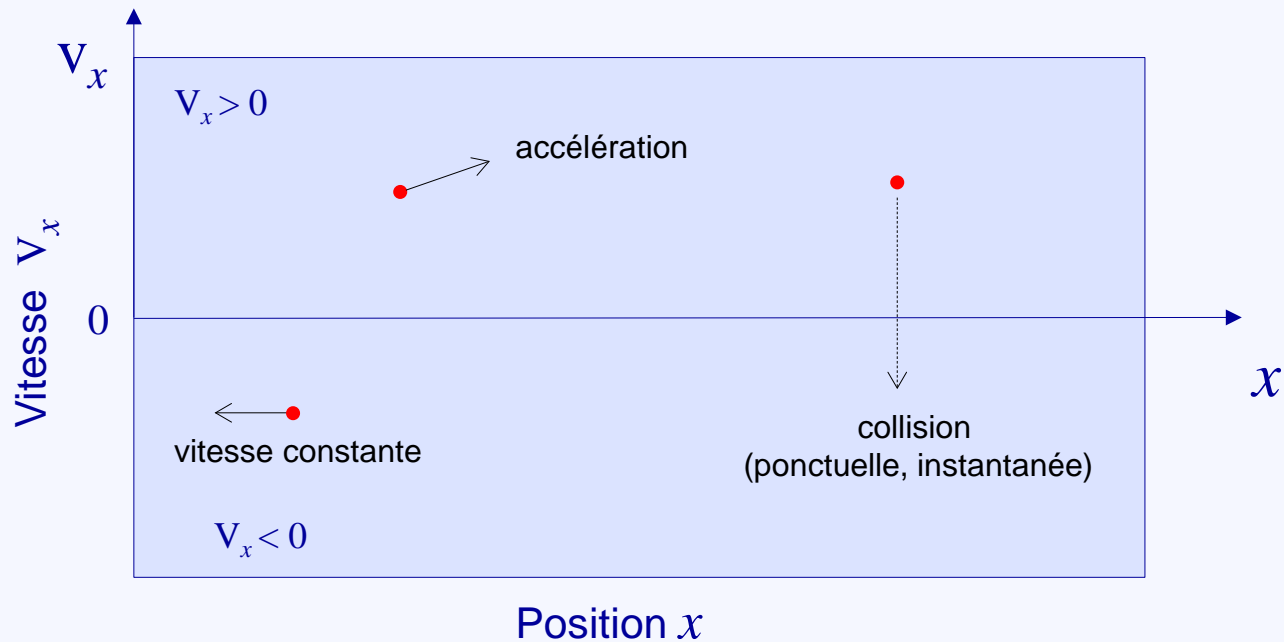 Vx
Vx > 0
accélération
Vitesse Vx
0
x
vitesse constante
collision
(ponctuelle, instantanée)
Vx < 0
Position x